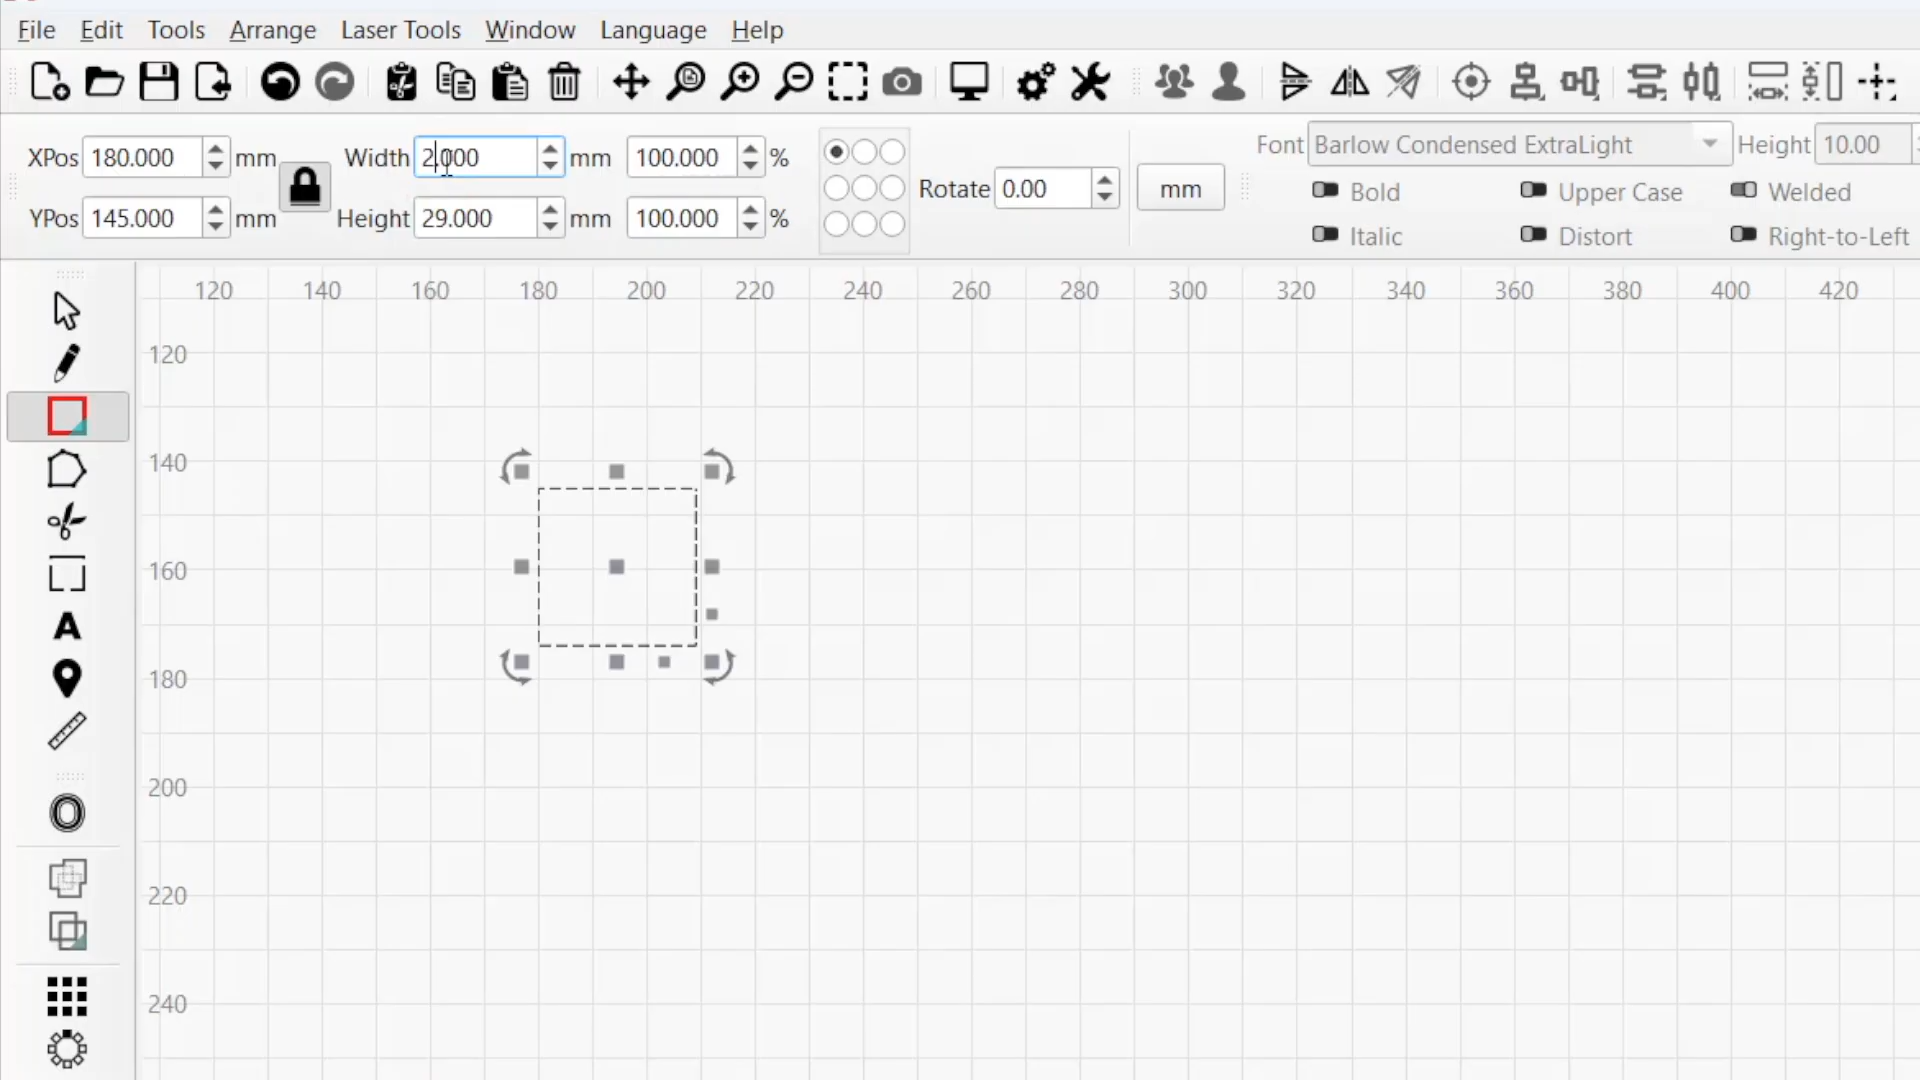 File Edit Tools Arrange Laser Tools Window Language Help
XPos 180.000 mm Width 2.000 mm 100.000 % Font Barlow Condensed ExtraLight Height 10.00
Rotate 0.00 mm Bold Upper Case Welded
YPos 145.000 mm Height 29.000 mm 100.000 % Italic Distort Right-to-Left
120 140 160 180 200 220 240 260 280 300 320 340 360 380 400 420
120
140
160
A
180
200
220
240